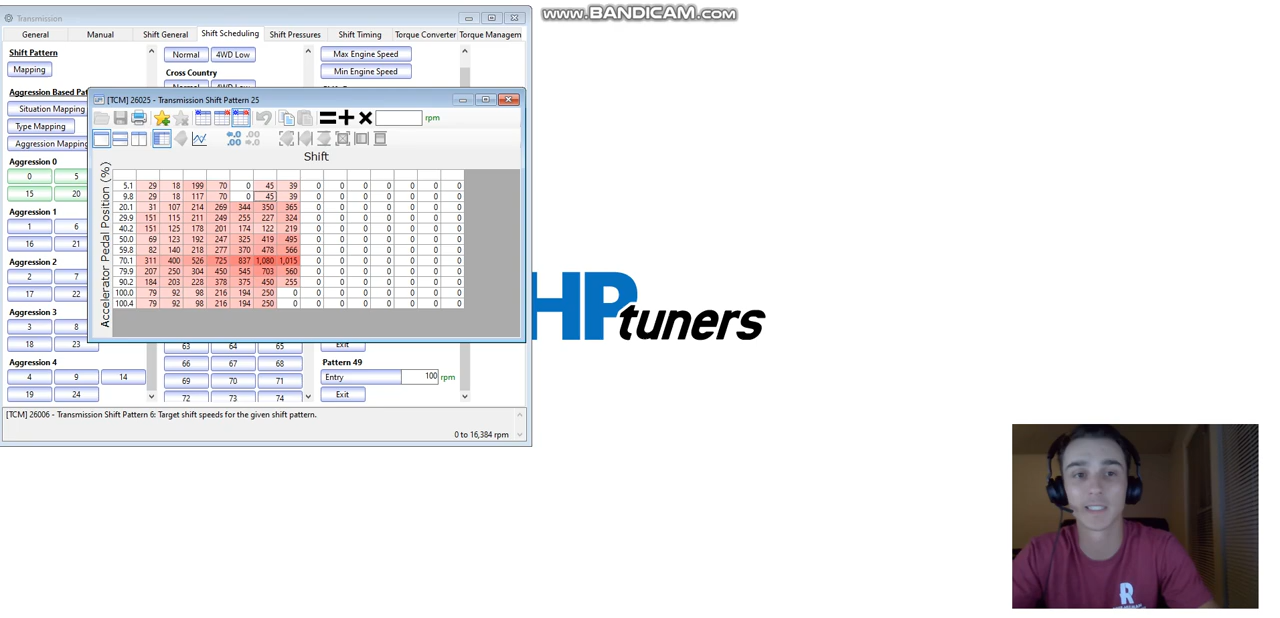 www.BANDICAM.com
Transmission
General Manual Shift General Shift Scheduling Shift Pressures Shift Timing Torque Converter Torque Managem
Shift Pattern
Mapping
Aggression Based Pat
Situation Mapping
Type Mapping
Aggression Mapping
Aggression 0
0 5
15 20
Aggression 1
1 6
16 21
Aggression 2
2 7
17 22
Aggression 3
3 8
18 23
Aggression 4
4 9 14
19 24
Normal 4WD Low
Cross Country
Normal 4WD Low
Max Engine Speed
Min Engine Speed
[TCM] 26025 - Transmission Shift Pattern 25
rpm
Shift
Accelerator Pedal Position (%)
5.1 29 18 199 70 0 45 39 0 0 0 0 0 0 0
9.8 29 18 117 70 0 45 39 0 0 0 0 0 0 0
20.1 31 107 214 269 344 350 365 0 0 0 0 0 0 0
29.9 151 115 211 249 255 227 324 0 0 0 0 0 0 0
40.2 151 125 178 201 174 122 219 0 0 0 0 0 0 0
50.0 69 123 192 247 325 419 495 0 0 0 0 0 0 0
59.8 82 140 218 277 370 478 566 0 0 0 0 0 0 0
70.1 311 400 526 725 837 1,080 1,015 0 0 0 0 0 0 0
79.9 207 250 304 450 545 703 560 0 0 0 0 0 0 0
90.2 184 203 228 378 375 450 255 0 0 0 0 0 0 0
100.0 79 92 98 216 194 250 0 0 0 0 0 0 0 0
100.4 79 92 98 216 194 250 0 0 0 0 0 0 0 0
63 64 65
66 67 68
69 70 71
72 73 74
Exit
Pattern 49
Entry 100 rpm
Exit
[TCM] 26006 - Transmission Shift Pattern 6: Target shift speeds for the given shift pattern.
0 to 16,384 rpm
HP tuners
R